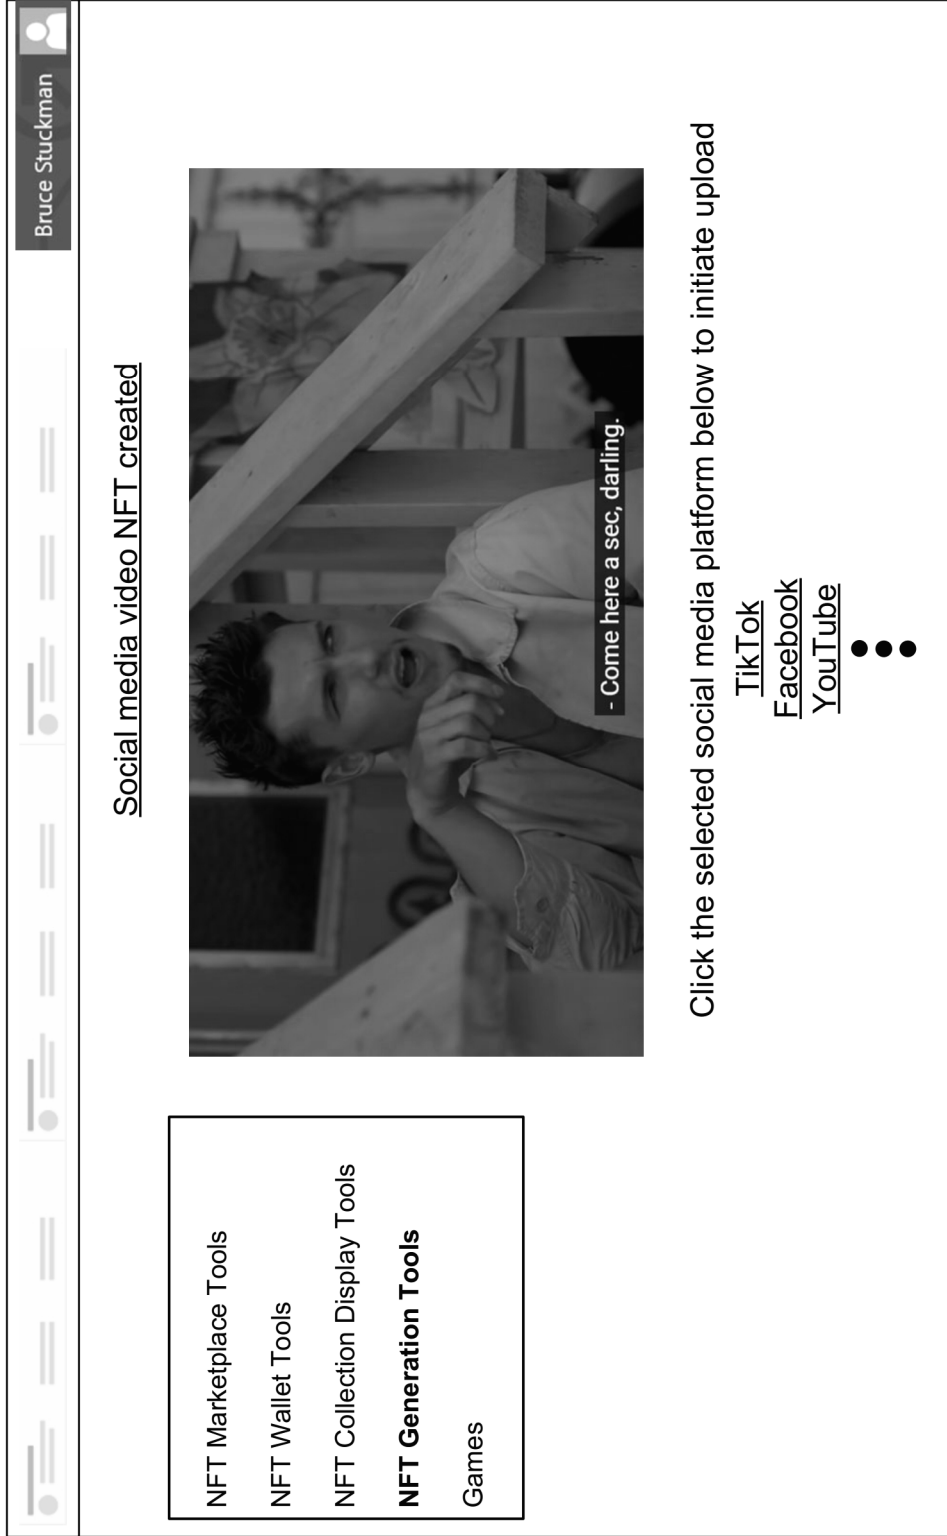 Bruce Stuckman
Social media video NFT created
NFT Marketplace Tools
NFT Wallet Tools
NFT Collection Display Tools
NFT Generation Tools
Games
- Come here a sec, darling.
Click the selected social media platform below to initiate upload
TikTok
Facebook
YouTube